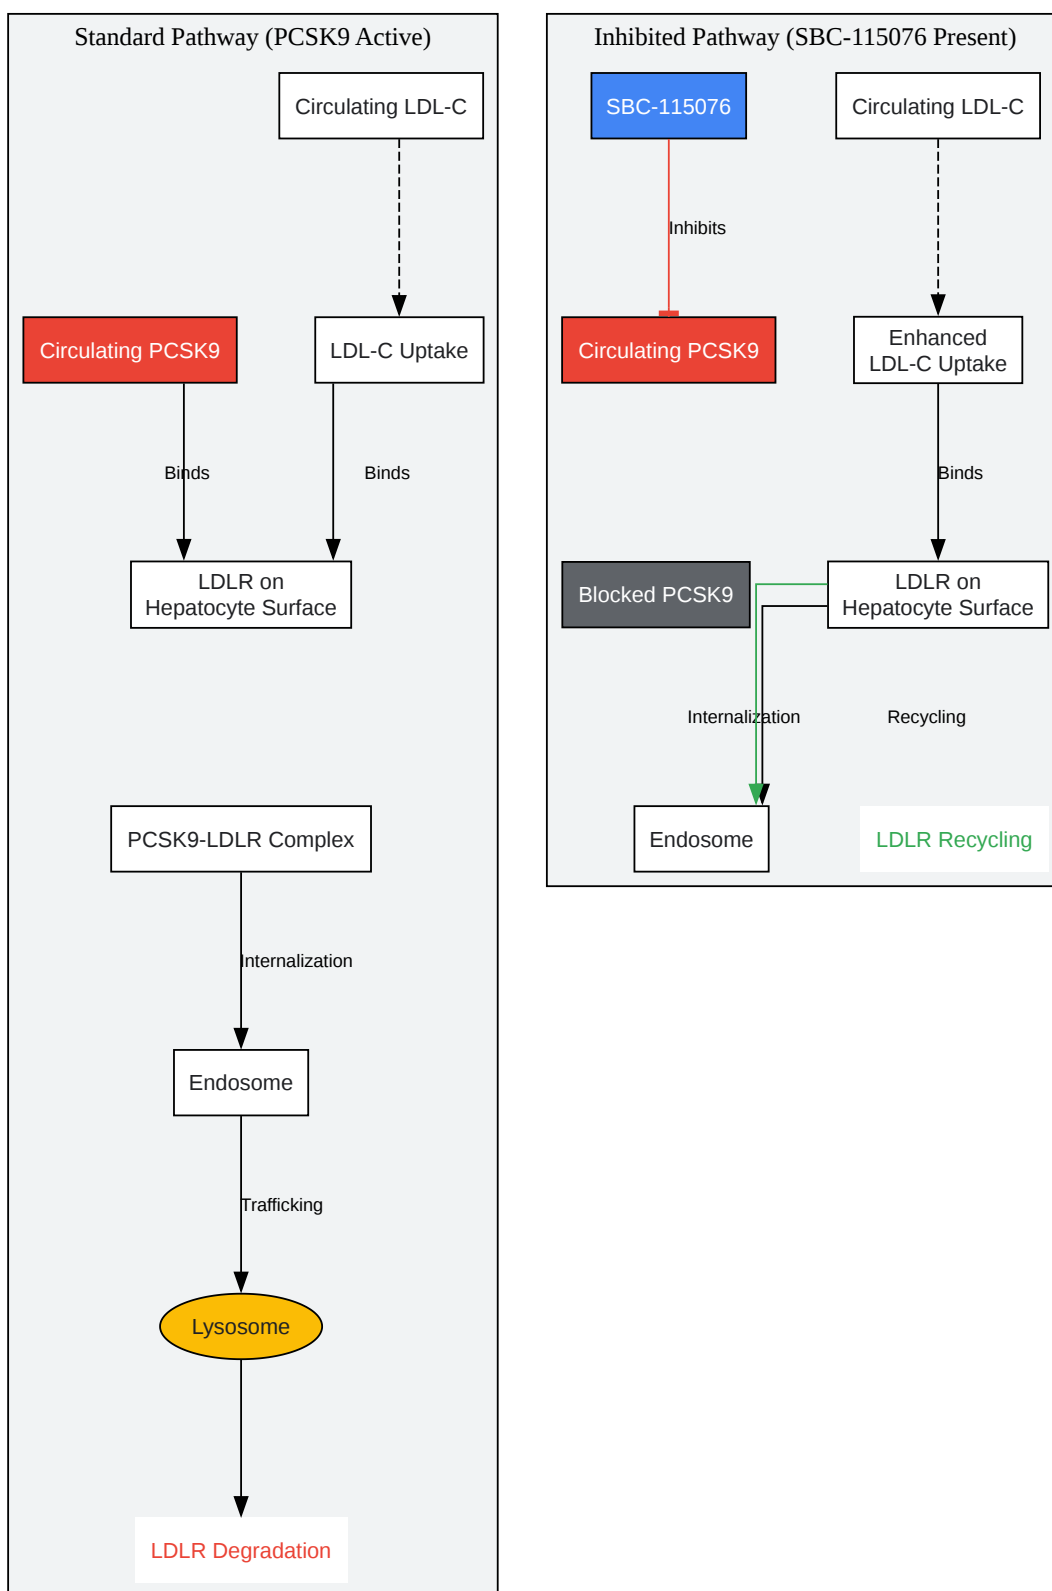 Standard Pathway (PCSK9 Active)
Circulating LDL-C
Circulating PCSK9
LDL-C Uptake
Binds
Binds
LDLR on
Hepatocyte Surface
PCSK9-LDLR Complex
Internalization
Endosome
Trafficking
Lysosome
LDLR Degradation
Inhibited Pathway (SBC-115076 Present)
SBC-115076
Circulating LDL-C
Inhibits
Circulating PCSK9
Enhanced
LDL-C Uptake
Binds
Blocked PCSK9
LDLR on
Hepatocyte Surface
Internalization
Recycling
Endosome
LDLR Recycling